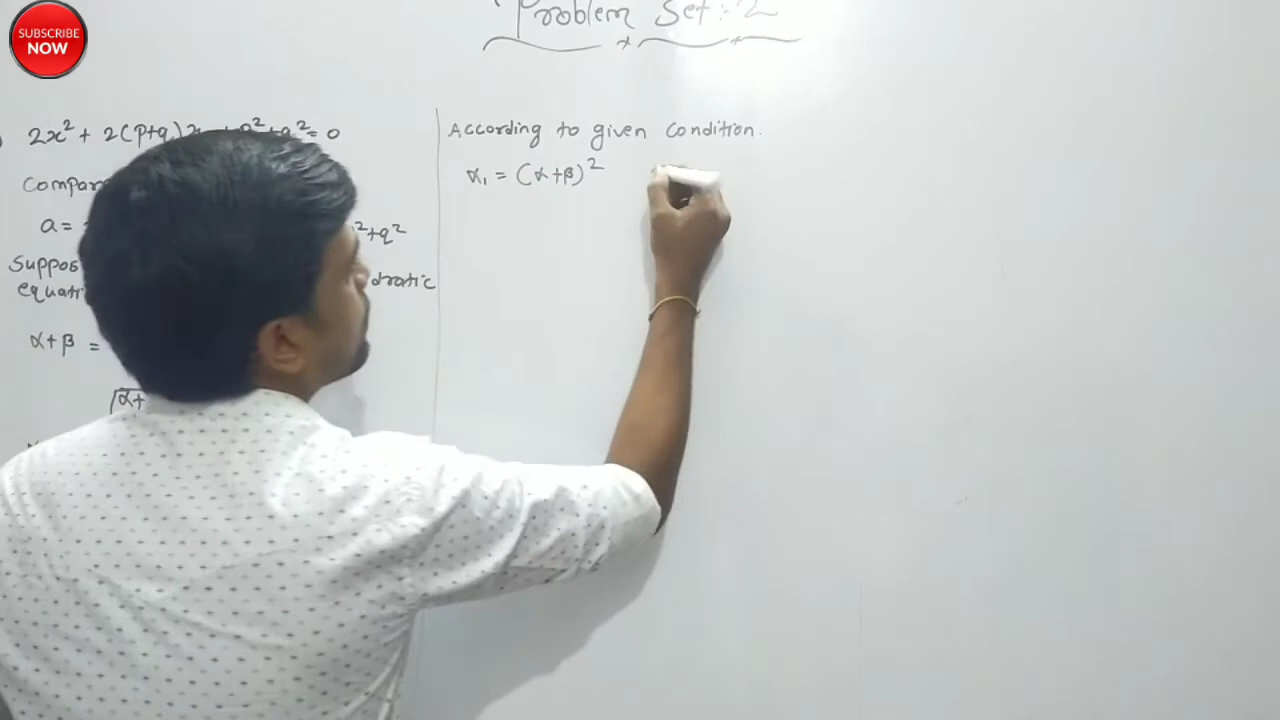 SUBSCRIBE
NOW
Problem Set:- 2
2x² + 2(p+q)x + p²+q² = 0
Compar
a =
²+q²
Suppos
equati
dratic
α+β =
√α+
According to given condition.
α₁ = (α+β)²